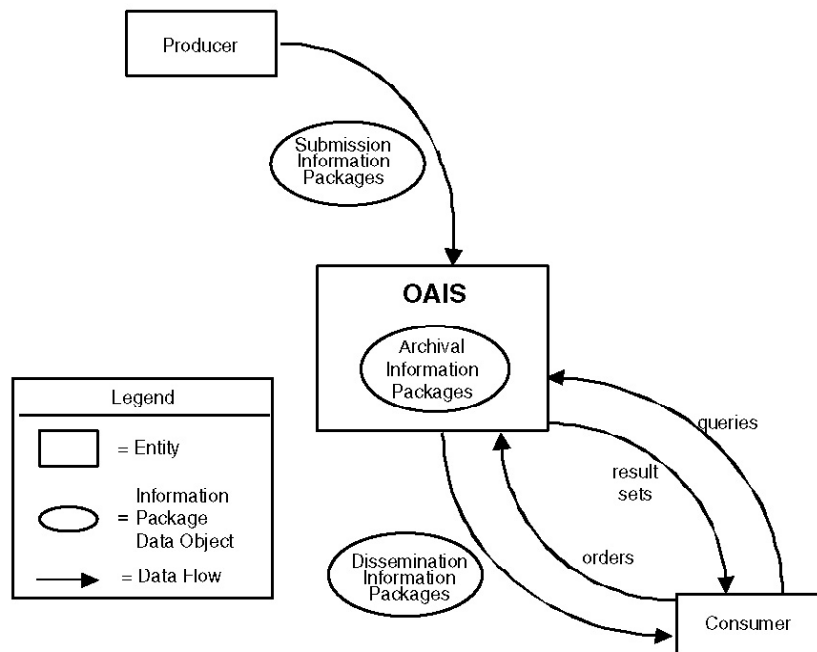 Producer
Submission
Information
Packages
OAIS
Archival
Information
Packages
queries
result
sets
orders
Dissemination
Information
Packages
Consumer
Legend
= Entity
Information
= Package
Data Object
= Data Flow